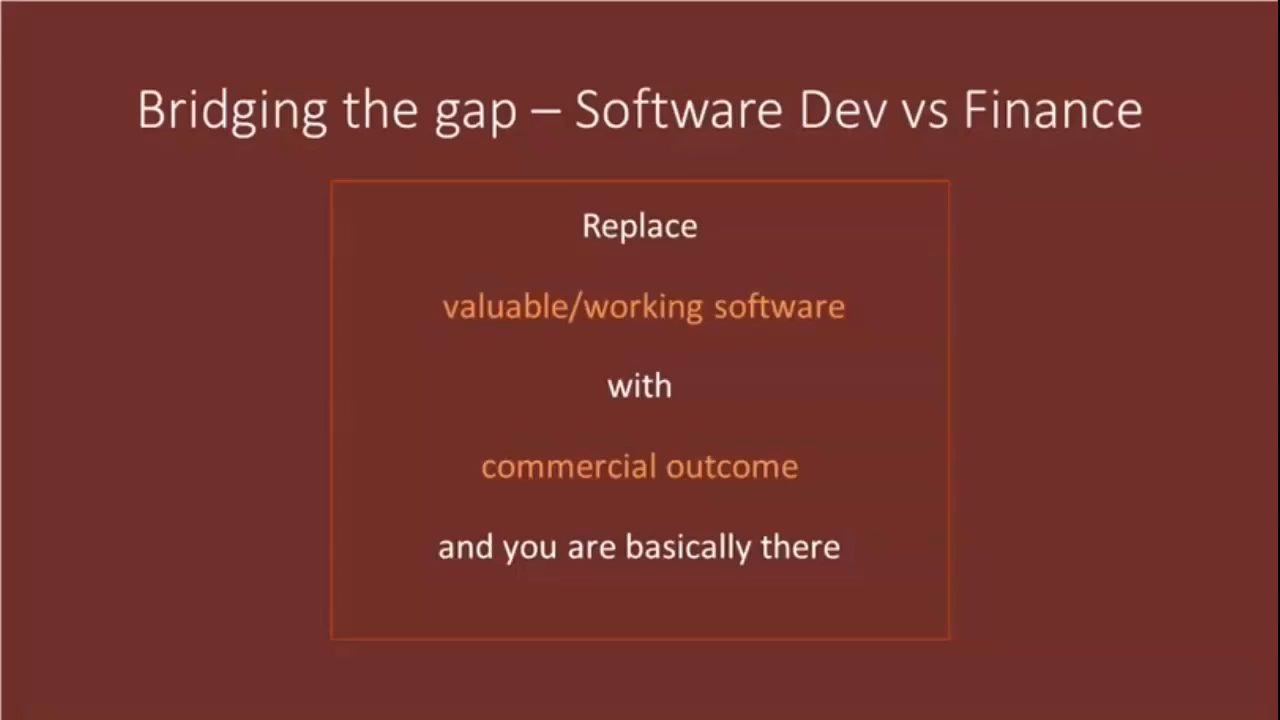 Bridging the gap – Software Dev vs Finance
Replace
valuable/working software
with
commercial outcome
and you are basically there